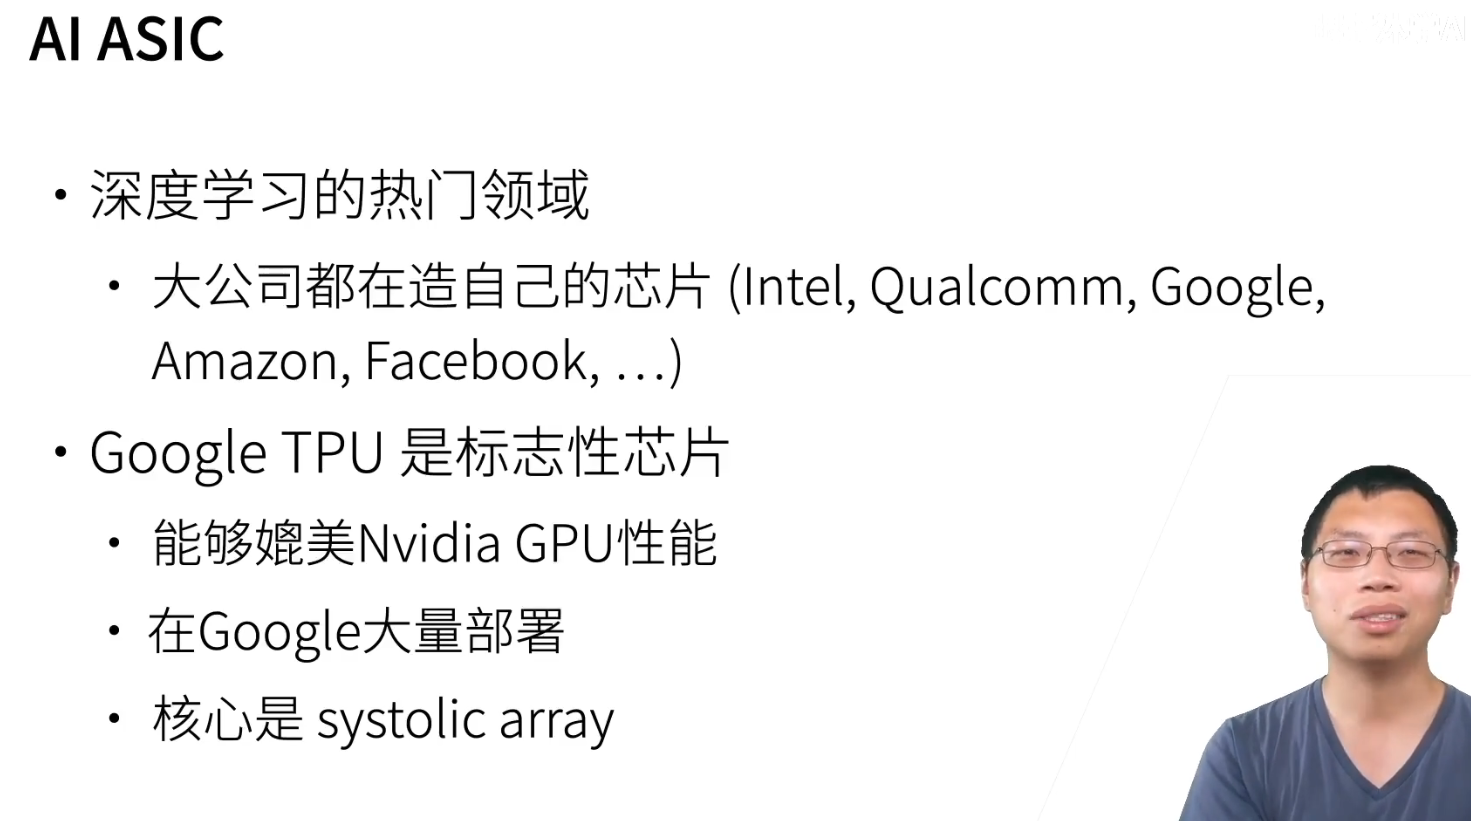 AI ASIC
• 深度学习的热门领域
• 大公司都在造自己的芯片 (Intel, Qualcomm, Google,
Amazon, Facebook, …)
• Google TPU 是标志性芯片
• 能够媲美Nvidia GPU性能
• 在Google大量部署
• 核心是 systolic array